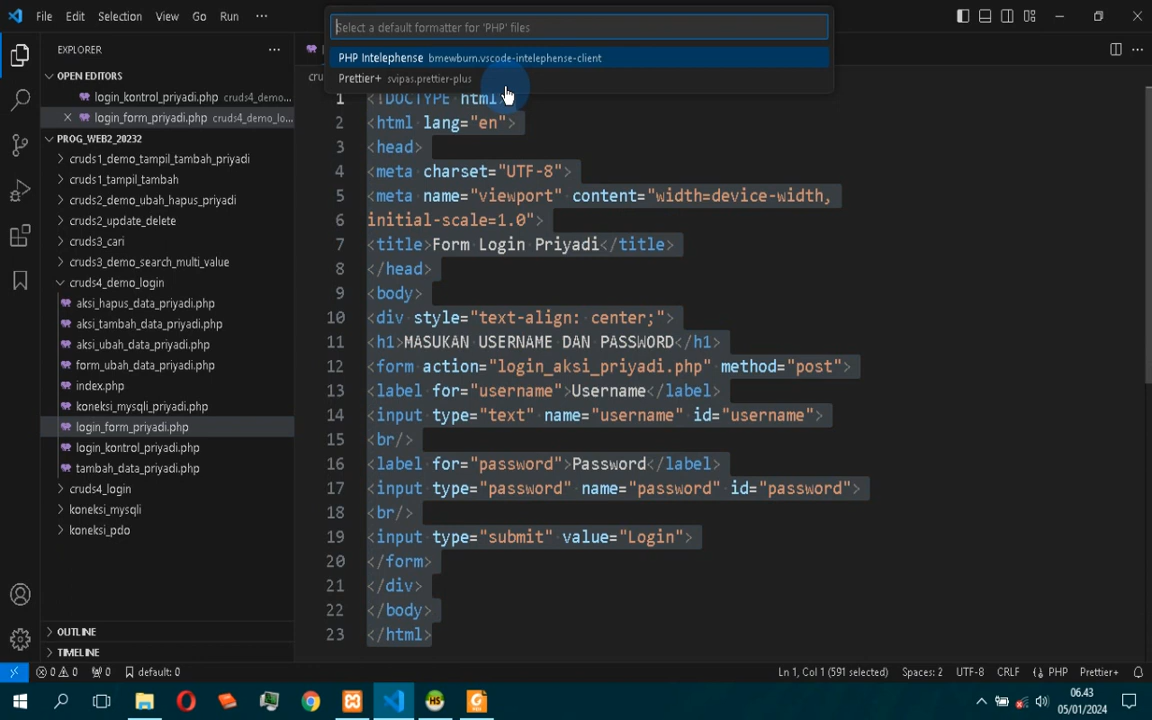 File Edit Selection View Go Run ···
Select a default formatter for 'PHP' files
PHP Intelephense bmewburn.vscode-intelephense-client
Prettier+ svipas.prettier-plus
EXPLORER
OPEN EDITORS
login_kontrol_priyadi.php cruds4_demo...
login_form_priyadi.php cruds4_demo_lo...
PROG_WEB2_20232
cruds1_demo_tampil_tambah_priyadi
cruds1_tampil_tambah
cruds2_demo_ubah_hapus_priyadi
cruds2_update_delete
cruds3_cari
cruds3_demo_search_multi_value
cruds4_demo_login
aksi_hapus_data_priyadi.php
aksi_tambah_data_priyadi.php
aksi_ubah_data_priyadi.php
form_ubah_data_priyadi.php
index.php
koneksi_mysqli_priyadi.php
login_form_priyadi.php
login_kontrol_priyadi.php
tambah_data_priyadi.php
cruds4_login
koneksi_mysqli
koneksi_pdo
OUTLINE
TIMELINE
cru
1 <!DOCTYPE html>
2 <html lang="en">
3 <head>
4 <meta charset="UTF-8">
5 <meta name="viewport" content="width=device-width,
6 initial-scale=1.0">
7 <title>Form Login Priyadi</title>
8 </head>
9 <body>
10 <div style="text-align: center;">
11 <h1>MASUKAN USERNAME DAN PASSWORD</h1>
12 <form action="login_aksi_priyadi.php" method="post">
13 <label for="username">Username</label>
14 <input type="text" name="username" id="username">
15 <br/>
16 <label for="password">Password</label>
17 <input type="password" name="password" id="password">
18 <br/>
19 <input type="submit" value="Login">
20 </form>
21 </div>
22 </body>
23 </html>
0 0 0 default: 0 Ln 1, Col 1 (591 selected) Spaces: 2 UTF-8 CRLF PHP Prettier+
06.43
05/01/2024